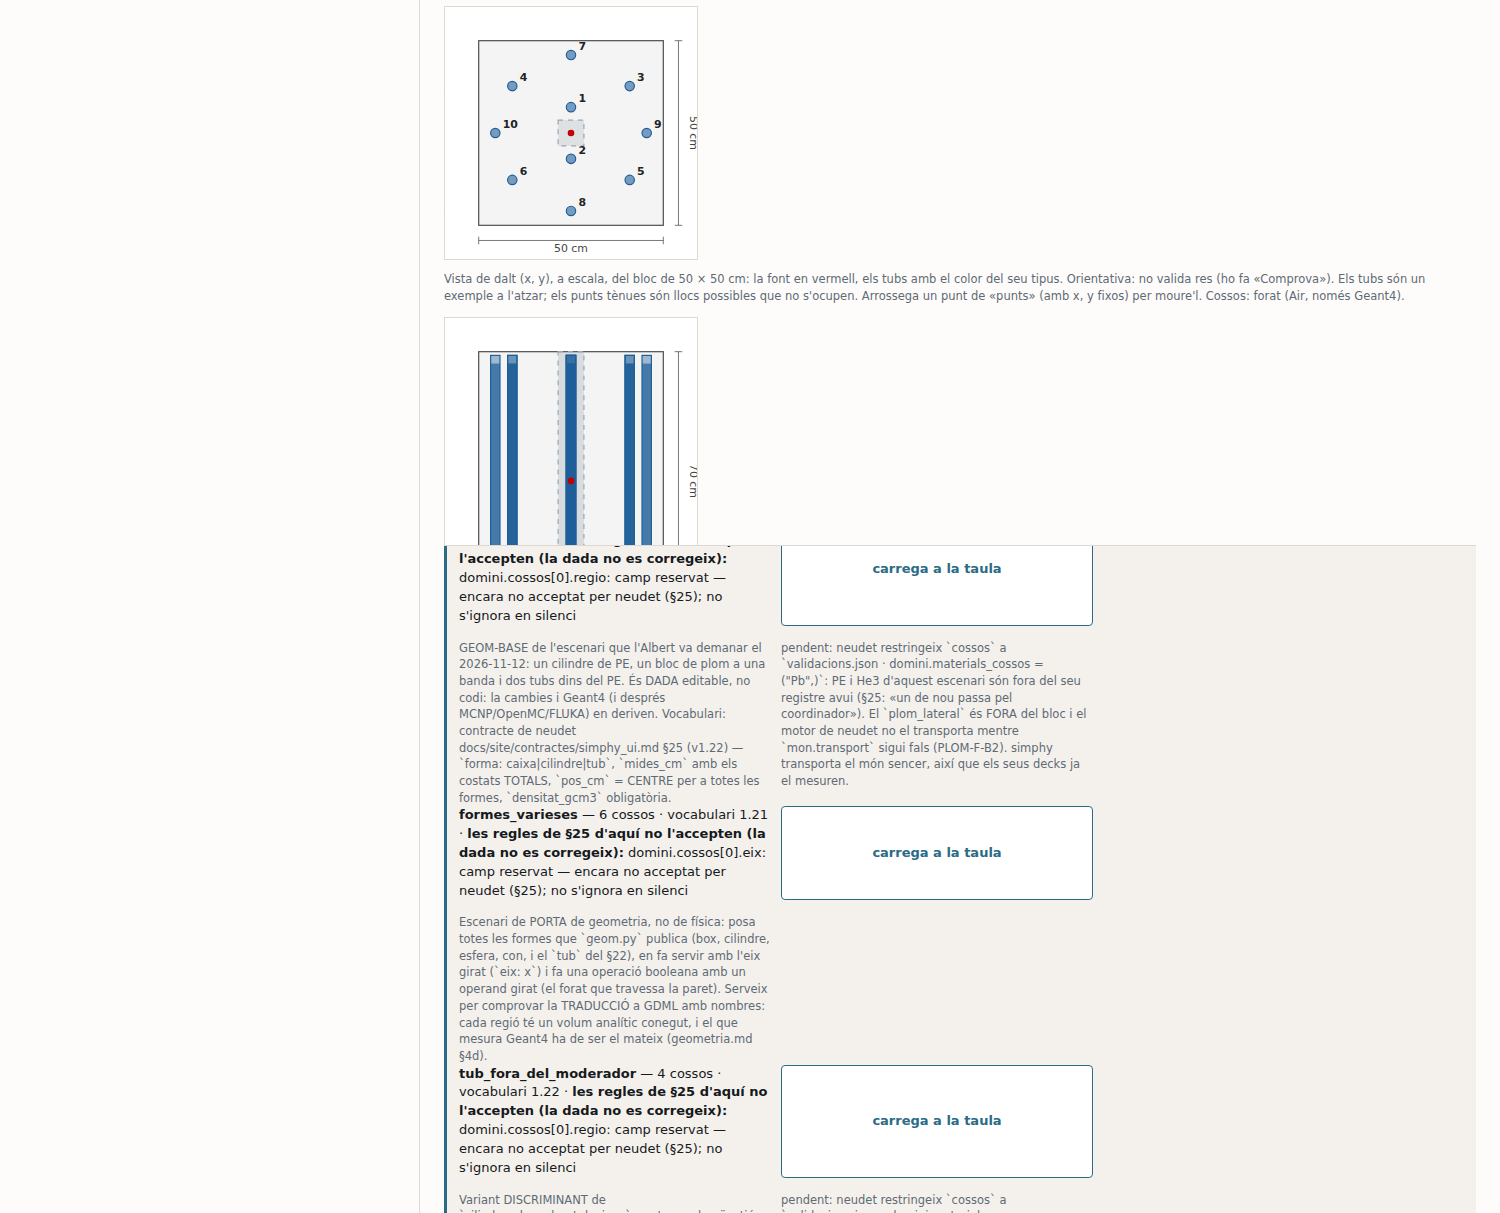 7
4
3
1
10
9
2
6
5
8
50 cm
50 cm
Vista de dalt (x, y), a escala, del bloc de 50 × 50 cm: la font en vermell, els tubs amb el color del seu tipus. Orientativa: no valida res (ho fa «Comprova»). Els tubs són un
exemple a l'atzar; els punts tènues són llocs possibles que no s'ocupen. Arrossega un punt de «punts» (amb x, y fixos) per moure'l. Cossos: forat (Air, només Geant4).
70 cm
l'accepten (la dada no es corregeix):
domini.cossos[0].regio: camp reservat —
encara no acceptat per neudet (§25); no
s'ignora en silenci
carrega a la taula
GEOM-BASE de l'escenari que l'Albert va demanar el
2026-11-12: un cilindre de PE, un bloc de plom a una
banda i dos tubs dins del PE. És DADA editable, no
codi: la cambies i Geant4 (i després
MCNP/OpenMC/FLUKA) en deriven. Vocabulari:
contracte de neudet
docs/site/contractes/simphy_ui.md §25 (v1.22) —
`forma: caixa|cilindre|tub`, `mides_cm` amb els
costats TOTALS, `pos_cm` = CENTRE per a totes les
formes, `densitat_gcm3` obligatòria.
pendent: neudet restringeix `cossos` a
`validacions.json · domini.materials_cossos =
("Pb",)`: PE i He3 d'aquest escenari són fora del seu
registre avui (§25: «un de nou passa pel
coordinador»). El `plom_lateral` és FORA del bloc i el
motor de neudet no el transporta mentre
`mon.transport` sigui fals (PLOM-F-B2). simphy
transporta el món sencer, així que els seus decks ja
el mesuren.
formes_varieses — 6 cossos · vocabulari 1.21
· les regles de §25 d'aquí no l'accepten (la
dada no es corregeix): domini.cossos[0].eix:
camp reservat — encara no acceptat per
neudet (§25); no s'ignora en silenci
carrega a la taula
Escenari de PORTA de geometria, no de física: posa
totes les formes que `geom.py` publica (box, cilindre,
esfera, con, i el `tub` del §22), en fa servir amb l'eix
girat (`eix: x`) i fa una operació booleana amb un
operand girat (el forat que travessa la paret). Serveix
per comprovar la TRADUCCIÓ a GDML amb nombres:
cada regió té un volum analític conegut, i el que
mesura Geant4 ha de ser el mateix (geometria.md
§4d).
tub_fora_del_moderador — 4 cossos ·
vocabulari 1.22 · les regles de §25 d'aquí no
l'accepten (la dada no es corregeix):
domini.cossos[0].regio: camp reservat —
encara no acceptat per neudet (§25); no
s'ignora en silenci
carrega a la taula
Variant DISCRIMINANT de
pendent: neudet restringeix `cossos` a